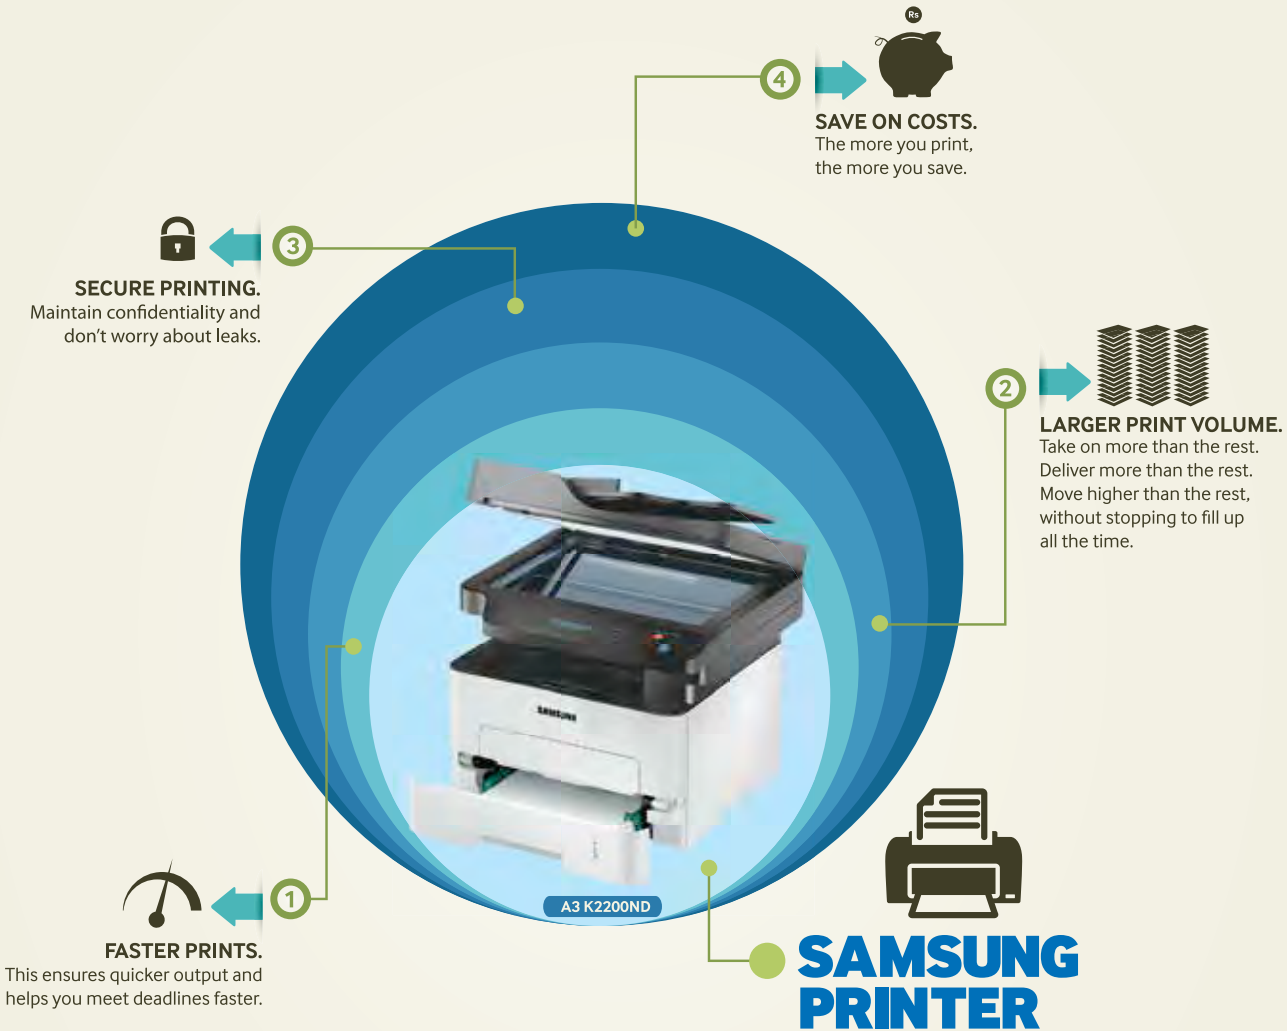 Rs
4
SAVE ON COSTS.
The more you print,
the more you save.
3
SECURE PRINTING.
Maintain confidentiality and
don't worry about leaks.
2
LARGER PRINT VOLUME.
Take on more than the rest.
Deliver more than the rest.
Move higher than the rest,
without stopping to fill up
all the time.
SAMSUNG
1
FASTER PRINTS.
This ensures quicker output and
helps you meet deadlines faster.
A3 K2200ND
SAMSUNG
PRINTER